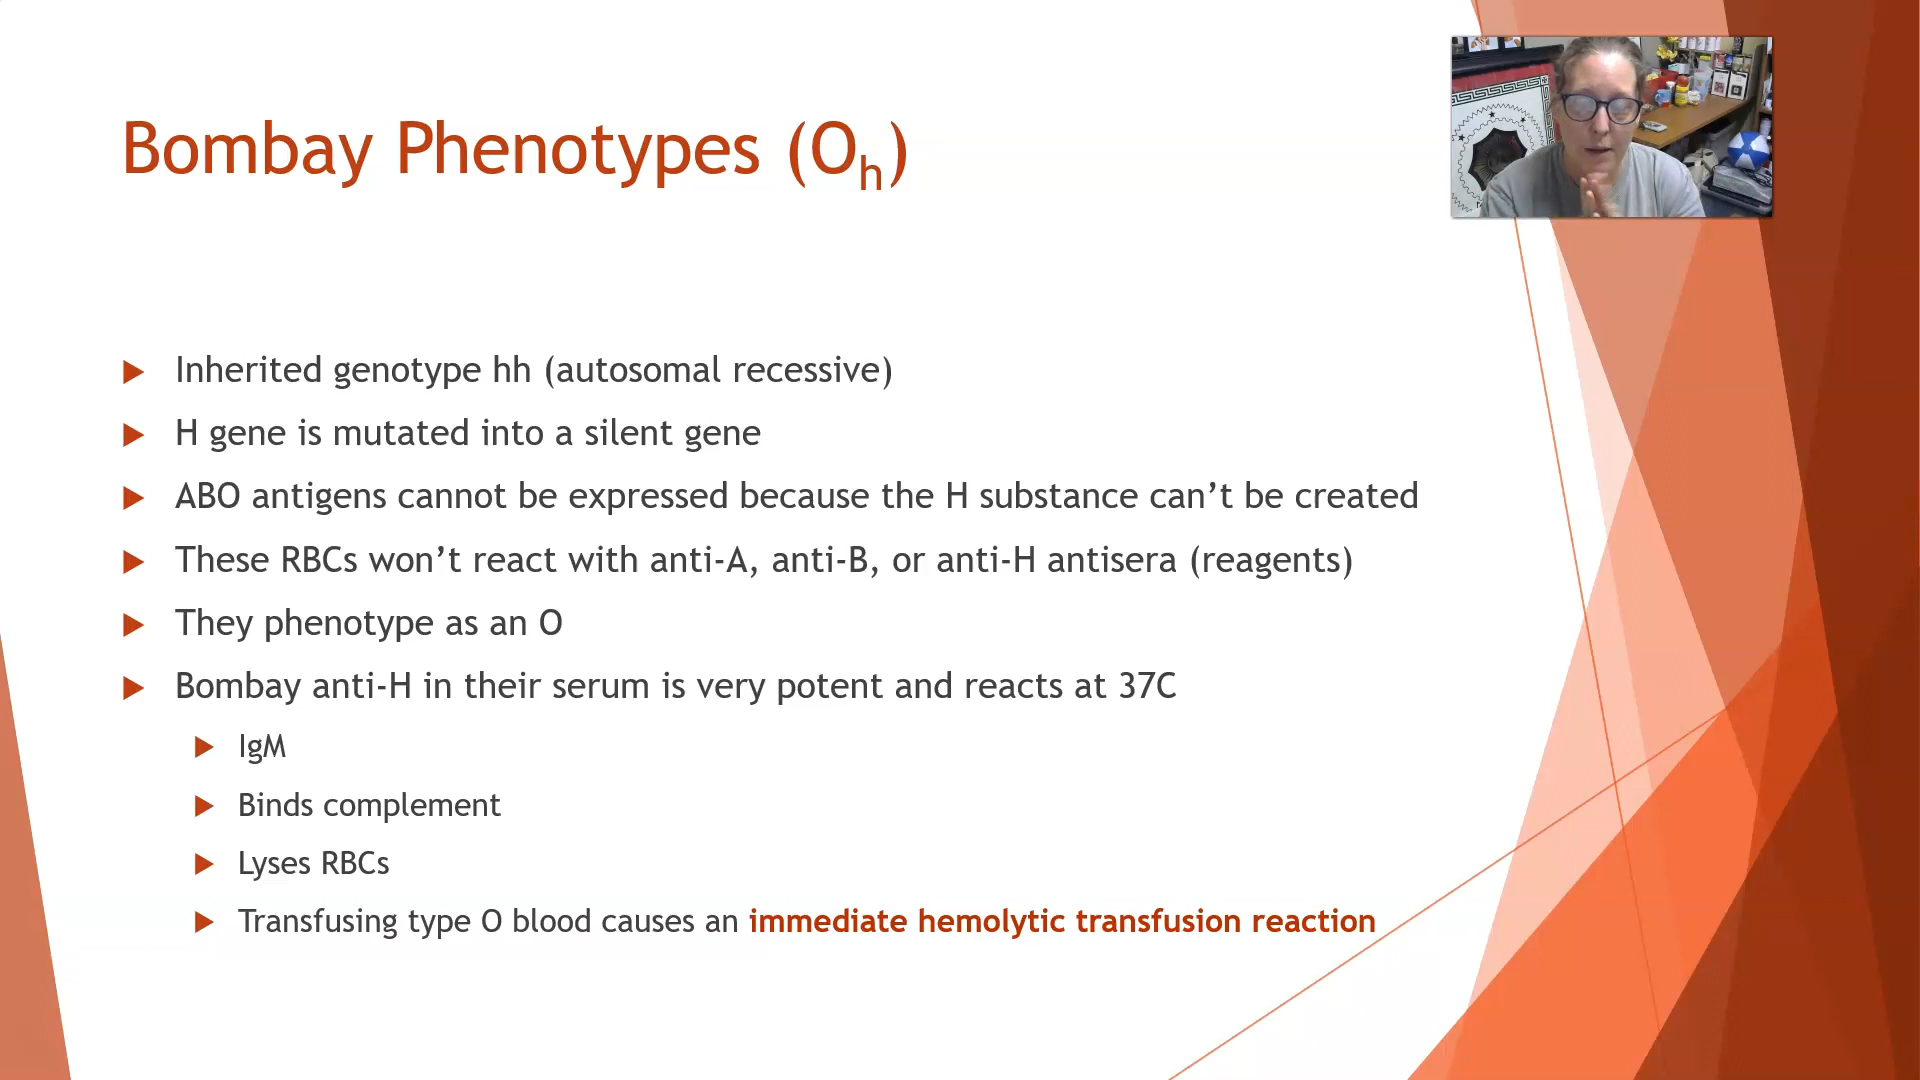 Bombay Phenotypes (Oh)
Inherited genotype hh (autosomal recessive)
H gene is mutated into a silent gene
ABO antigens cannot be expressed because the H substance can’t be created
These RBCs won’t react with anti-A, anti-B, or anti-H antisera (reagents)
They phenotype as an O
Bombay anti-H in their serum is very potent and reacts at 37C
IgM
Binds complement
Lyses RBCs
Transfusing type O blood causes an immediate hemolytic transfusion reaction